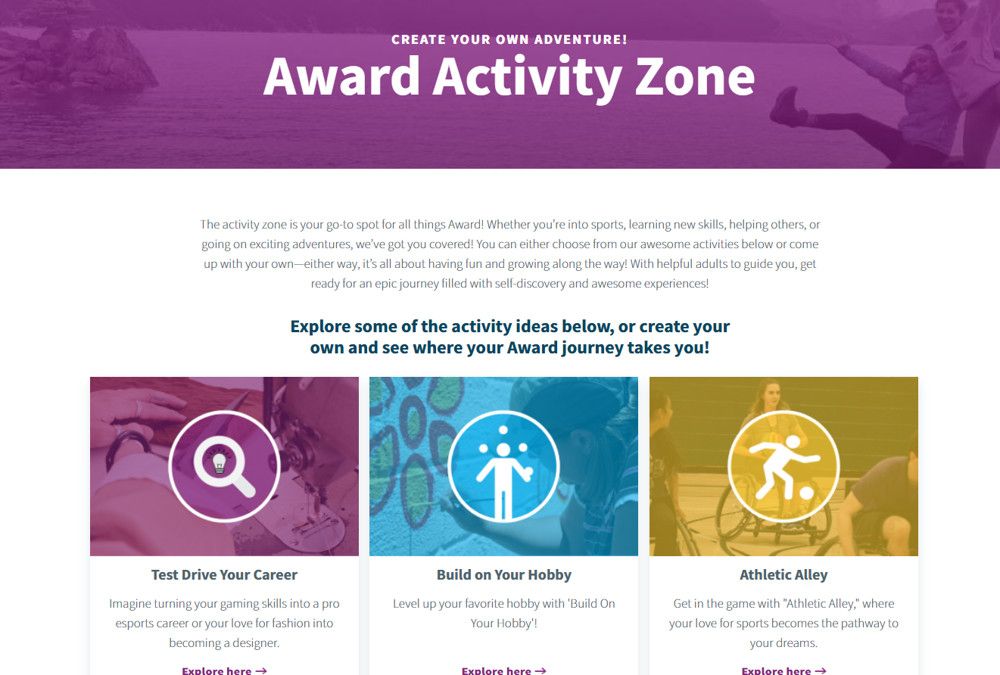 CREATE YOUR OWN ADVENTURE!
Award Activity Zone
The activity zone is your go-to spot for all things Award! Whether you’re into sports, learning new skills, helping others, or
going on exciting adventures, we’ve got you covered! You can either choose from our awesome activities below or come
up with your own—either way, it’s all about having fun and growing along the way! With helpful adults to guide you, get
ready for an epic journey filled with self-discovery and awesome experiences!
Explore some of the activity ideas below, or create your
own and see where your Award journey takes you!
Test Drive Your Career
Imagine turning your gaming skills into a pro
esports career or your love for fashion into
becoming a designer.
Explore here →
Build on Your Hobby
Level up your favorite hobby with 'Build On
Your Hobby'!
Explore here →
Athletic Alley
Get in the game with "Athletic Alley," where
your love for sports becomes the pathway to
your dreams.
Explore here →